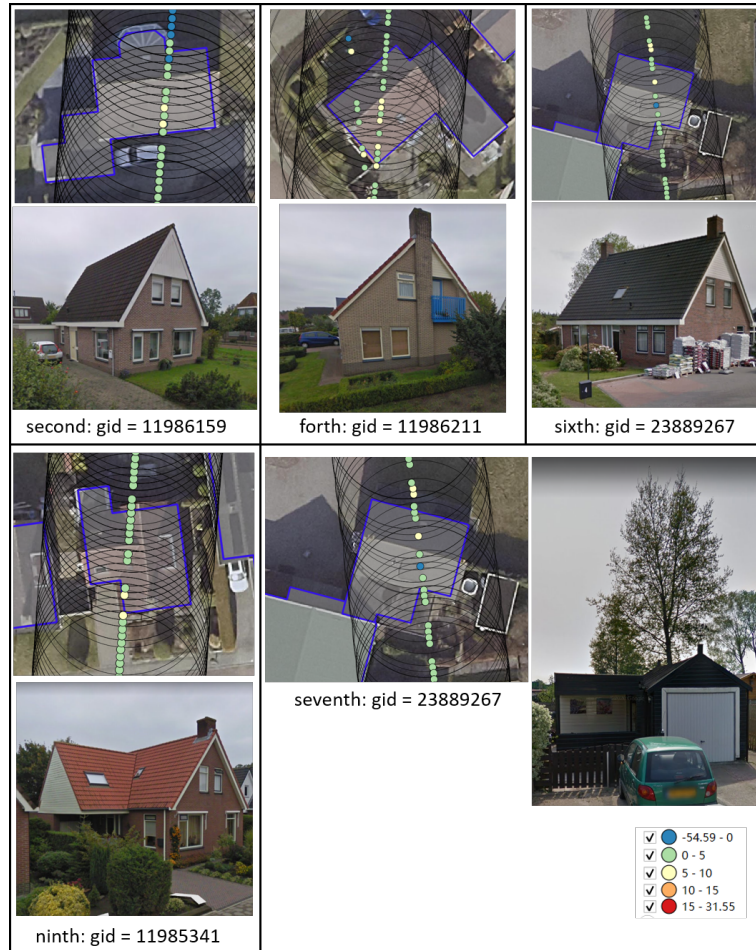 second: gid = 11986159
forth: gid = 11986211
sixth: gid = 23889267
seventh: gid = 23889267
ninth: gid = 11985341
-54.59 - 0
0 - 5
5 - 10
10 - 15
15 - 31.55